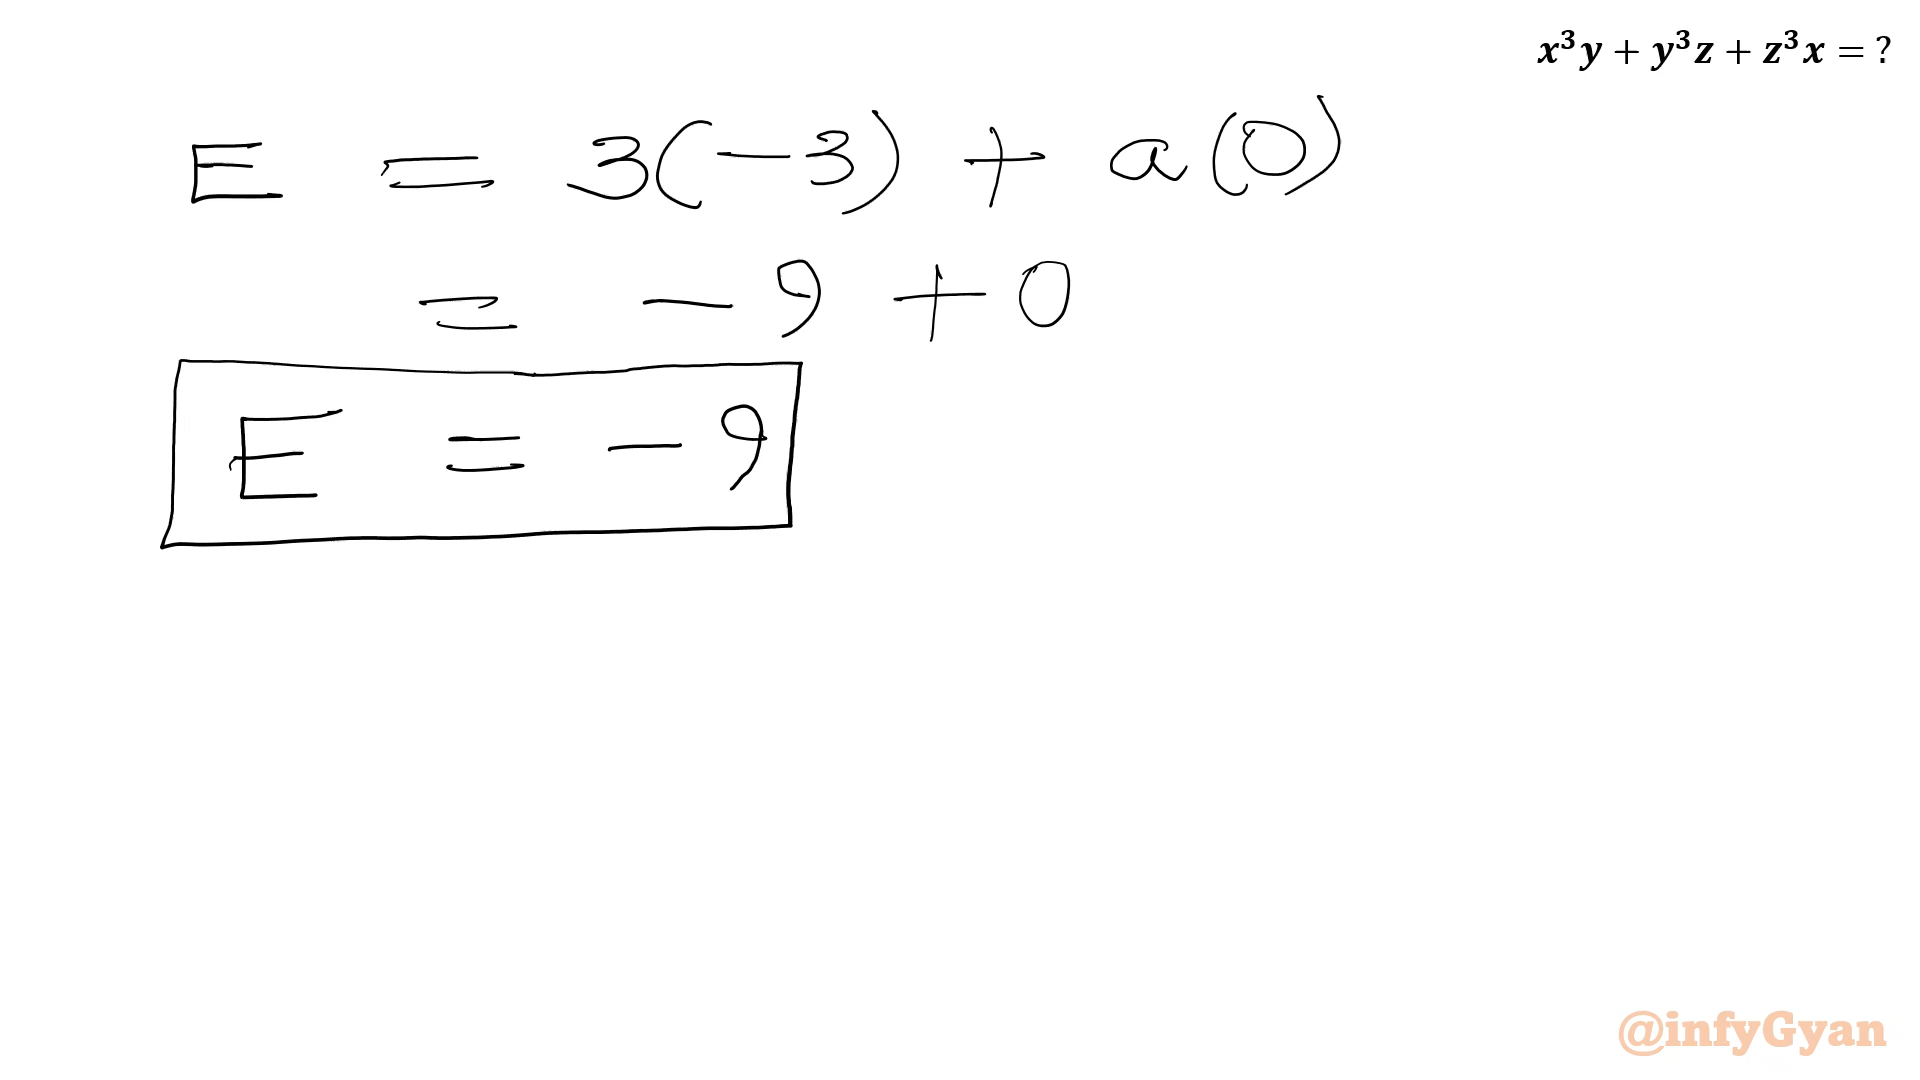 x³y + y³z + z³x = ?
E = 3(-3) + a(0)
= -9 + 0
E = -9
@infyGyan